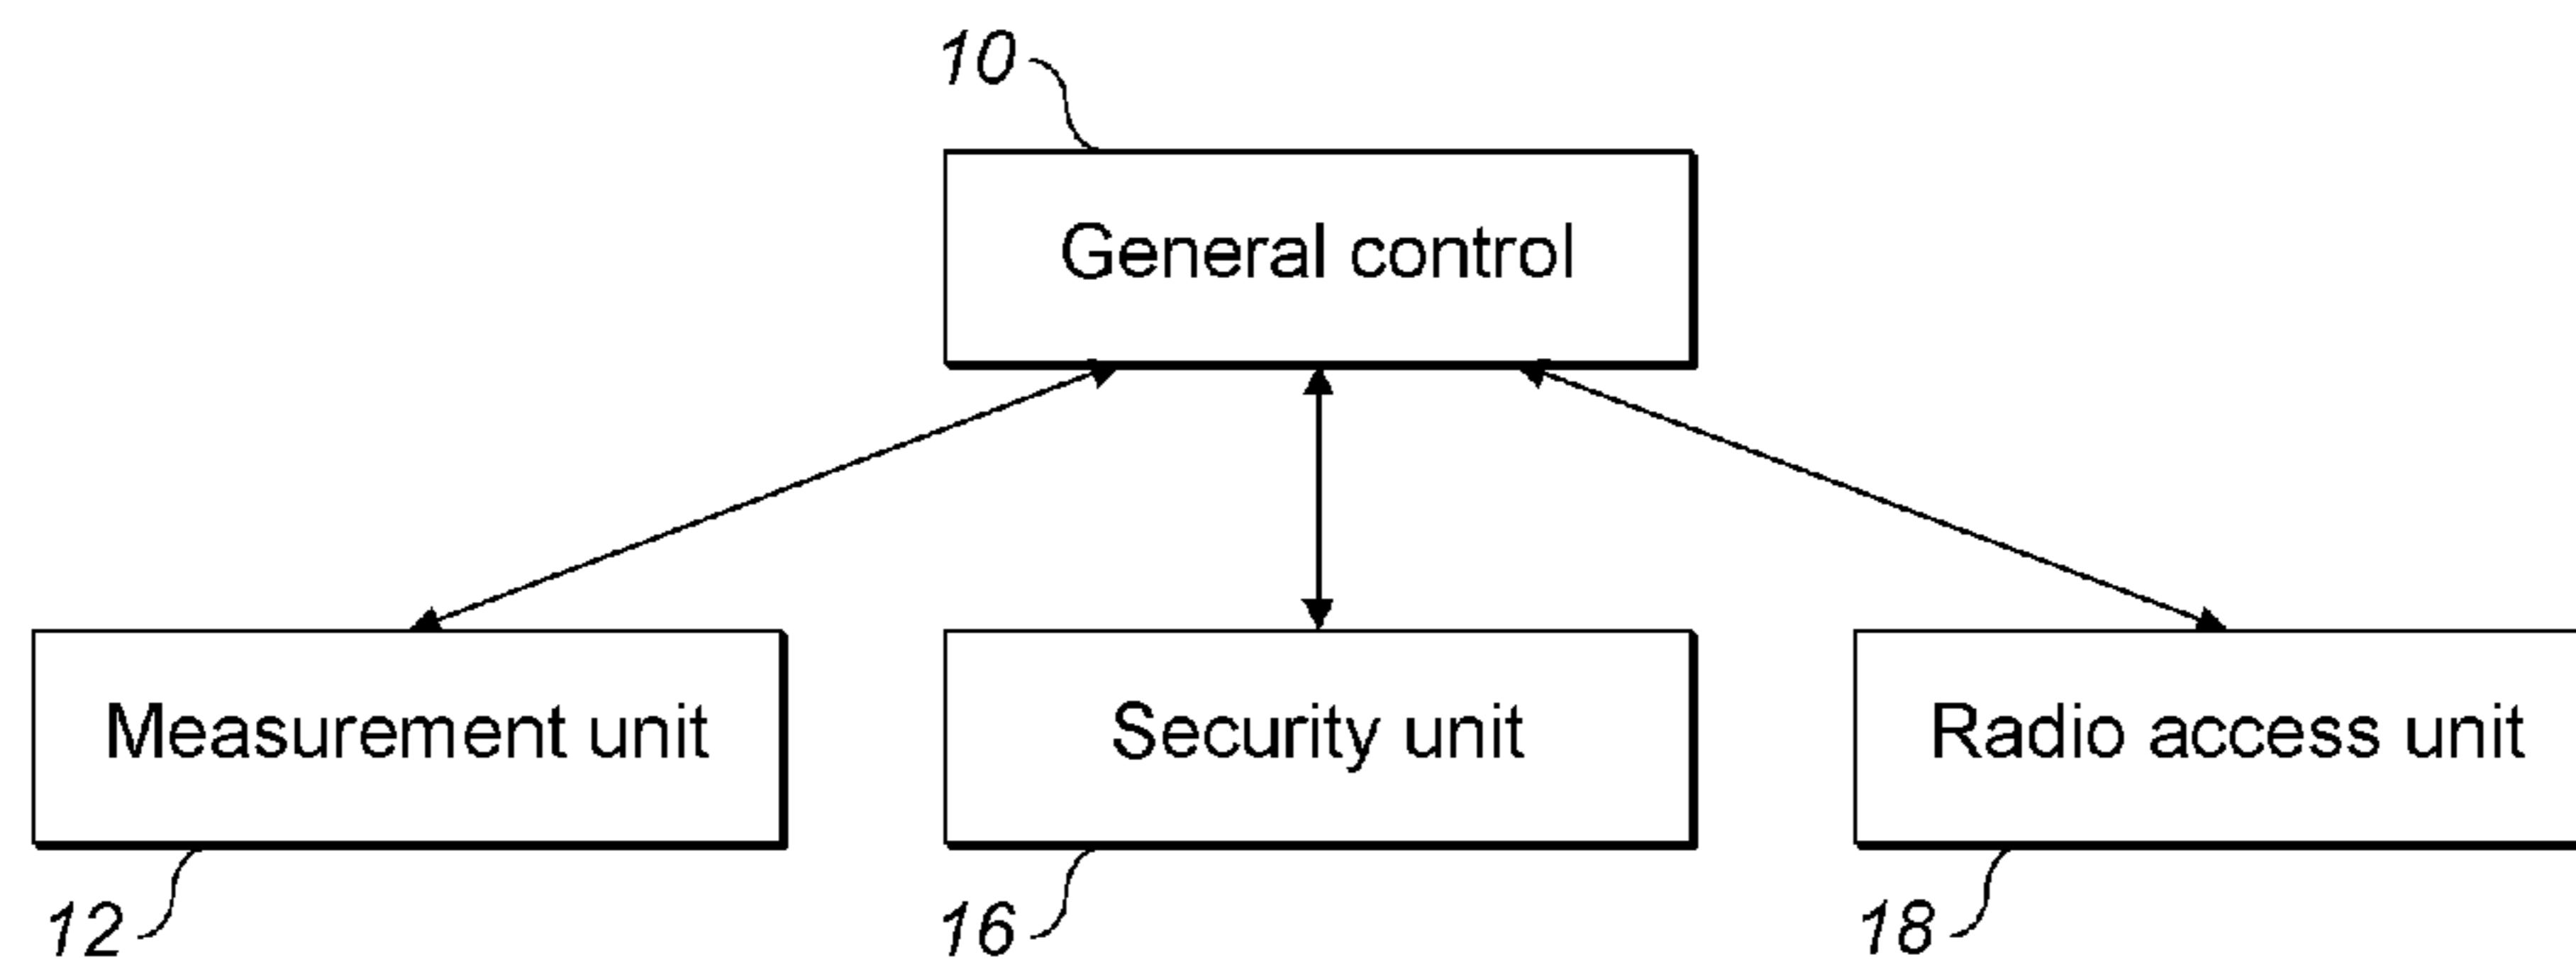 10
General control
Measurement unit
Security unit
Radio access unit
12
16
18